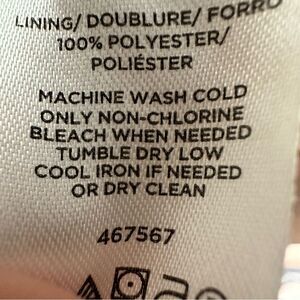 LINING/ DOUBLURE/ FORRO
100% POLYESTER/
POLIÉSTER
MACHINE WASH COLD
ONLY NON-CHLORINE
BLEACH WHEN NEEDED
TUMBLE DRY LOW
COOL IRON IF NEEDED
OR DRY CLEAN
467567